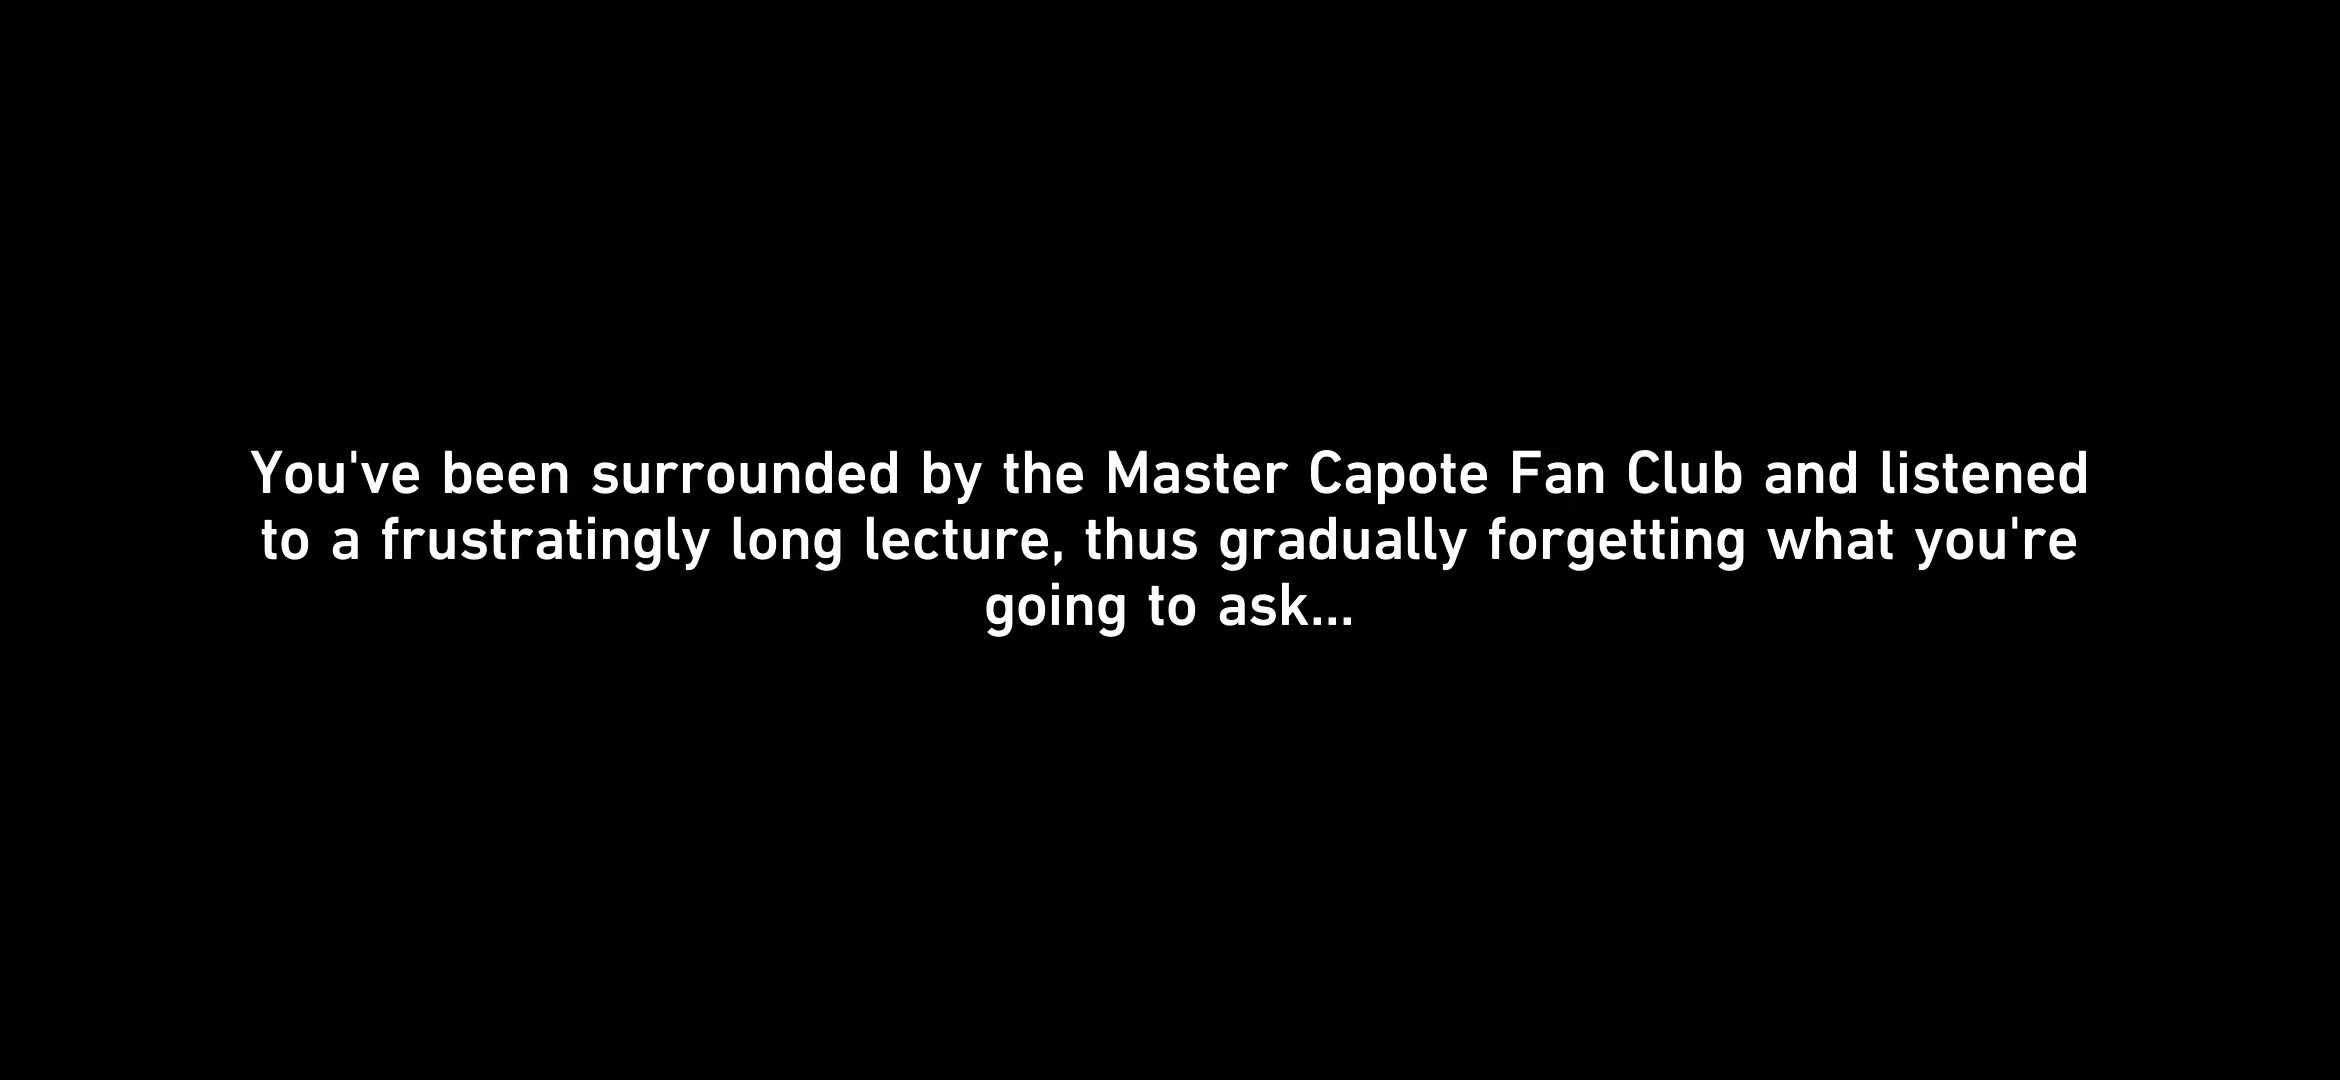 You've been surrounded by the Master Capote Fan Club and listened
to a frustratingly long lecture, thus gradually forgetting what you're
going to ask...